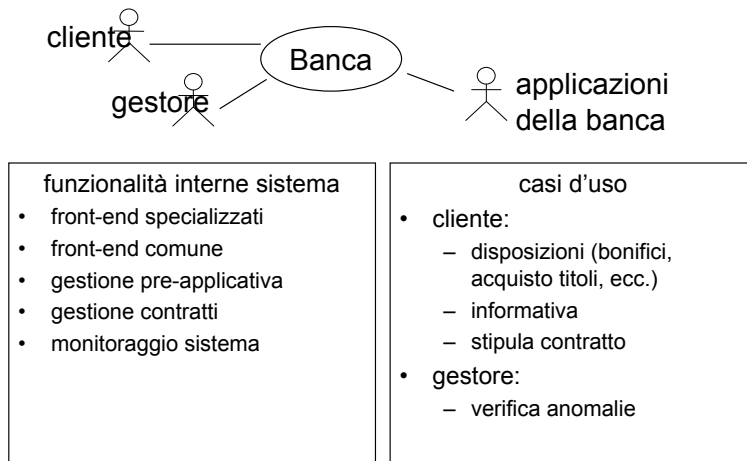 cliente
Banca
gestore
applicazioni
della banca
funzionalità interne sistema
• front-end specializzati
• front-end comune
• gestione pre-applicativa
• gestione contratti
• monitoraggio sistema
casi d'uso
• cliente:
– disposizioni (bonifici,
acquisto titoli, ecc.)
– informativa
– stipula contratto
• gestore:
– verifica anomalie